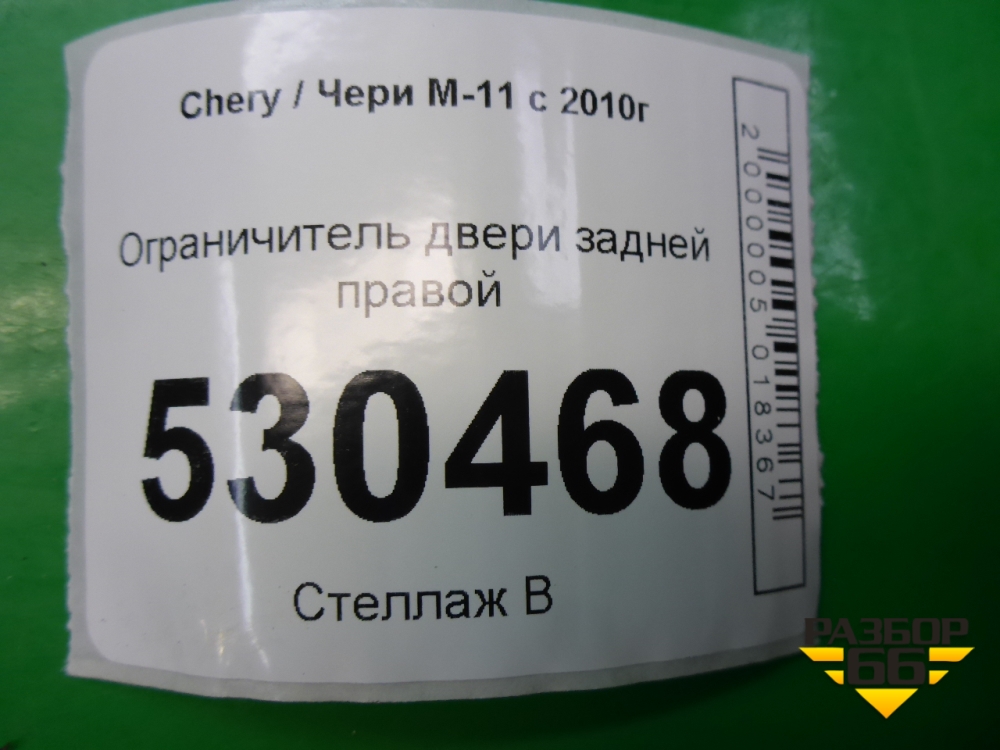 Chery / Чери М-11 с 2010г
Ограничитель двери задней
правой
530468
Стеллаж В
2000005018367
РАЗБОР
66